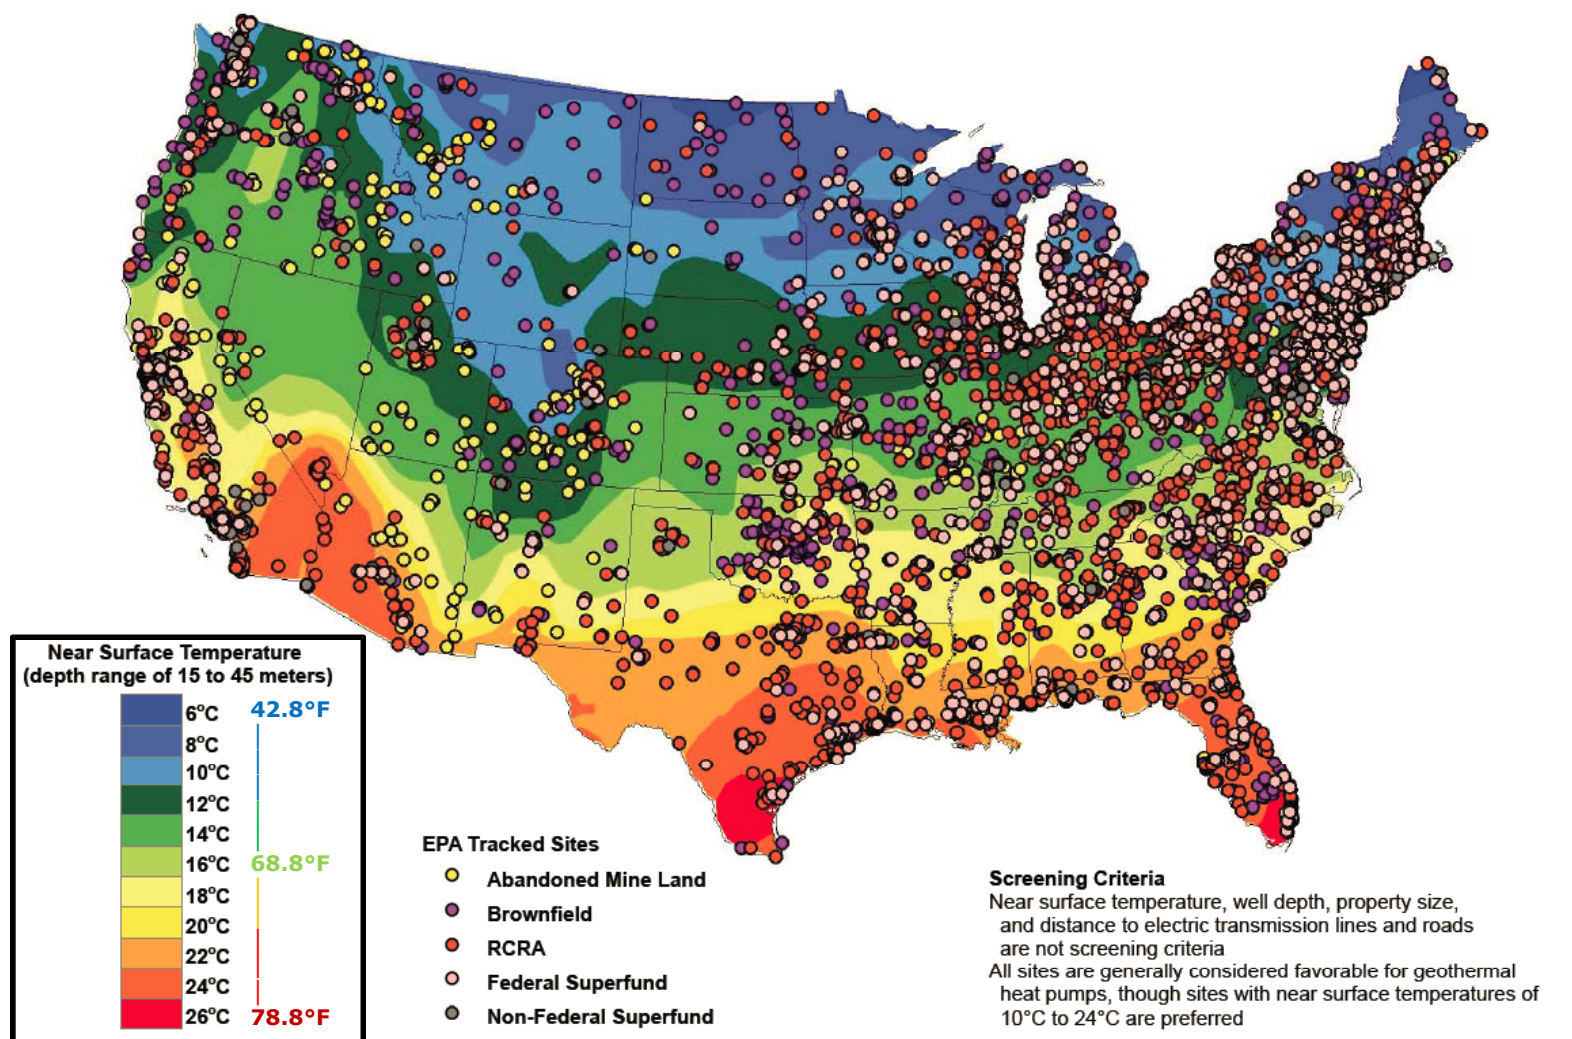 Near Surface Temperature
(depth range of 15 to 45 meters)
6°C 42.8°F
8°C
10°C
12°C
14°C
16°C 68.8°F
18°C
20°C
22°C
24°C
26°C 78.8°F
EPA Tracked Sites
Abandoned Mine Land
Brownfield
RCRA
Federal Superfund
Non-Federal Superfund
Screening Criteria
Near surface temperature, well depth, property size,
and distance to electric transmission lines and roads
are not screening criteria
All sites are generally considered favorable for geothermal
heat pumps, though sites with near surface temperatures of
10°C to 24°C are preferred